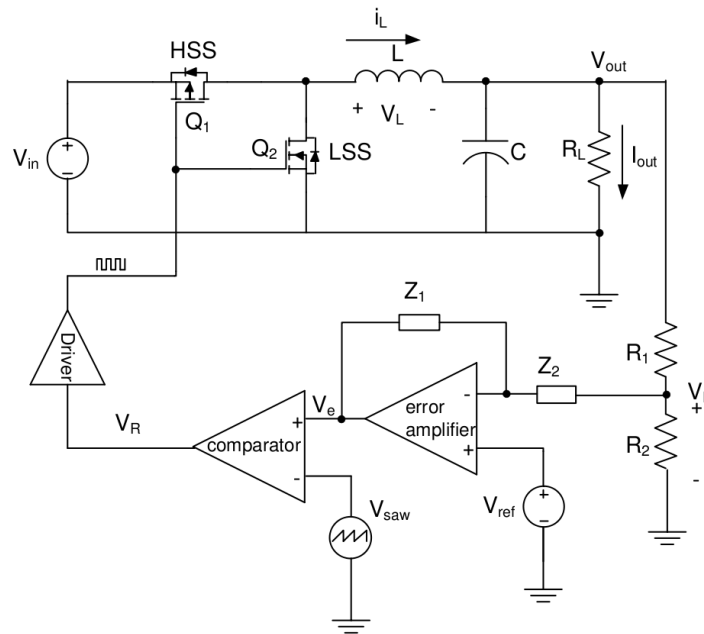 i_L
HSS
L
V_out
Q_1
+ V_L -
V_in
+
-
Q_2
LSS
C
R_L
I_out
Z_1
Driver
R_1
Z_2
V_e
error
amplifier
-
+
V_R
comparator
+
-
+
R_2
-
V_saw
V_ref
+
-